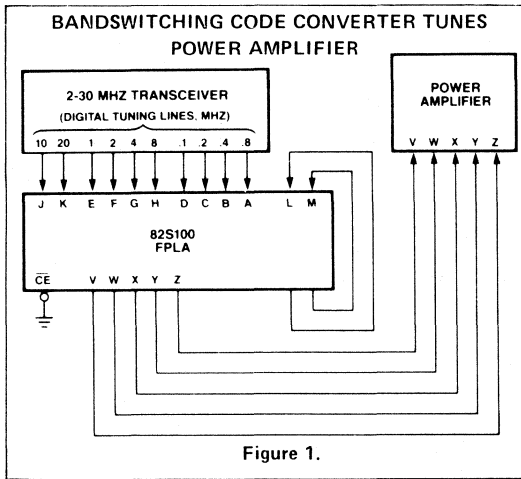 BANDSWITCHING CODE CONVERTER TUNES
POWER AMPLIFIER
2-30 MHZ TRANSCEIVER
(DIGITAL TUNING LINES, MHZ)
10 20 1 2 4 8 .1 .2 .4 .8
POWER
AMPLIFIER
V W X Y Z
J K E F G H D C B A L M
82S100
FPLA
CE V W X Y Z
Figure 1.